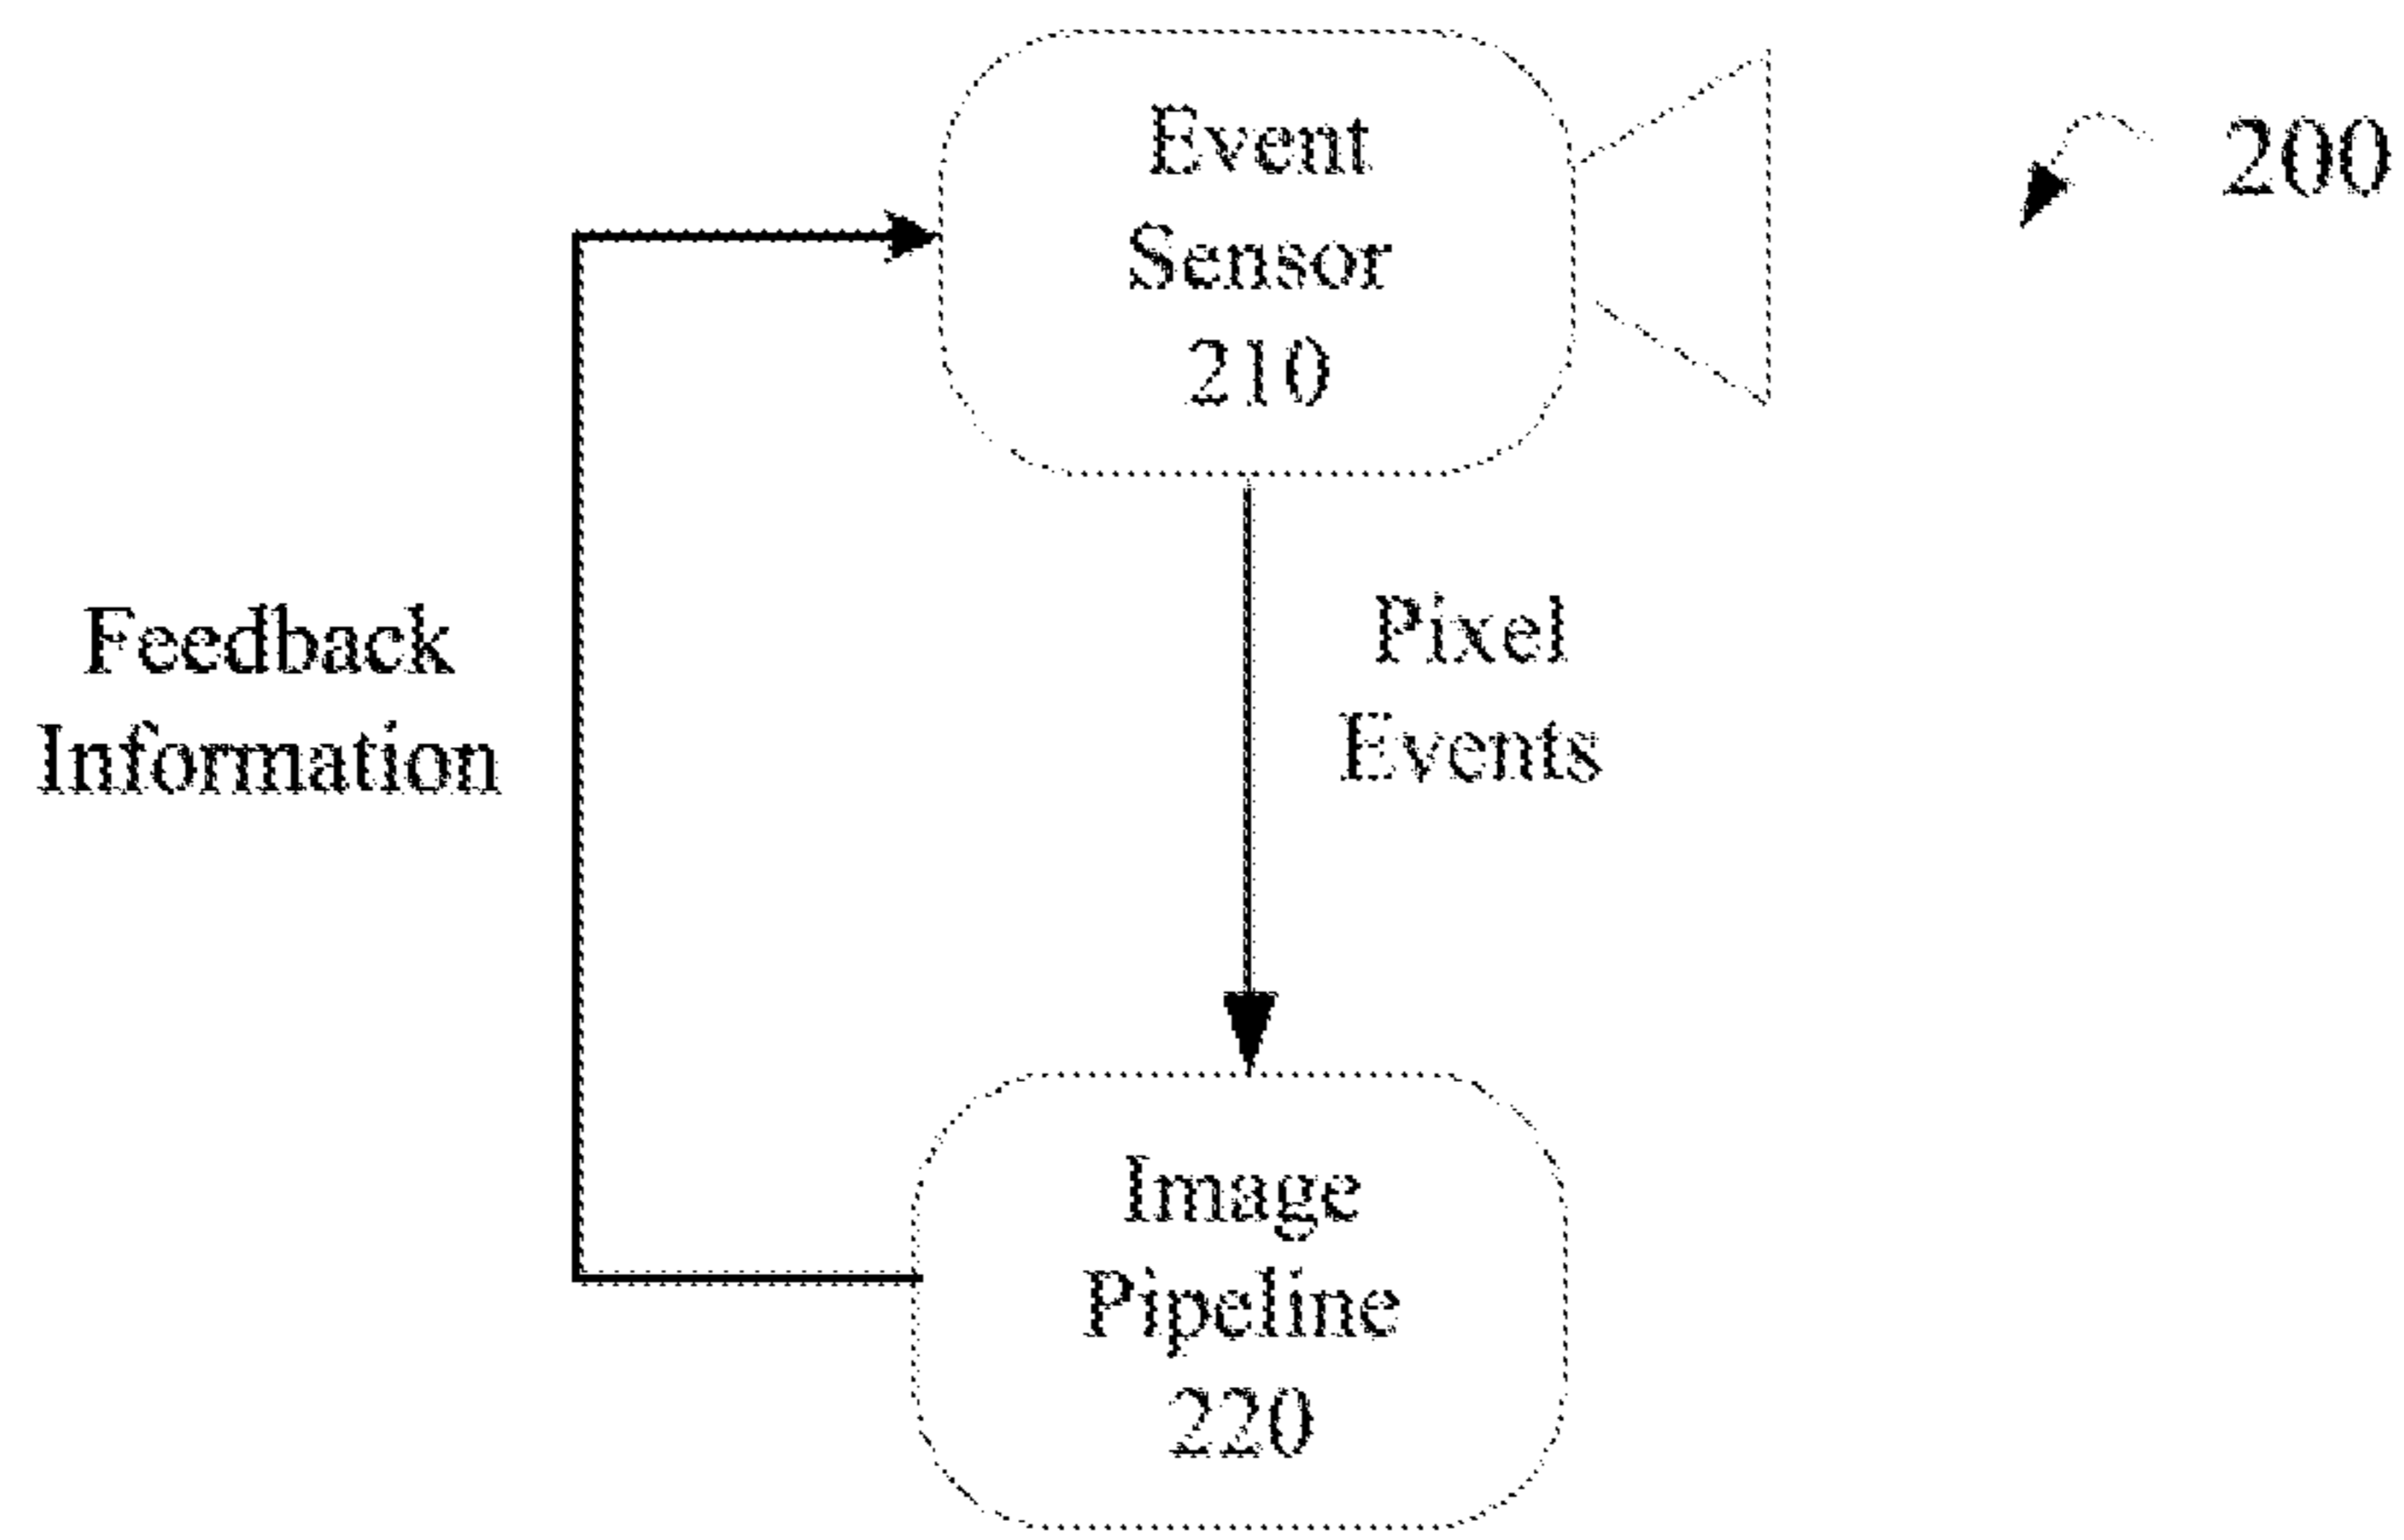 Event
Sensor
210
200
Feedback
Information
Pixel
Events
Image
Pipeline
220